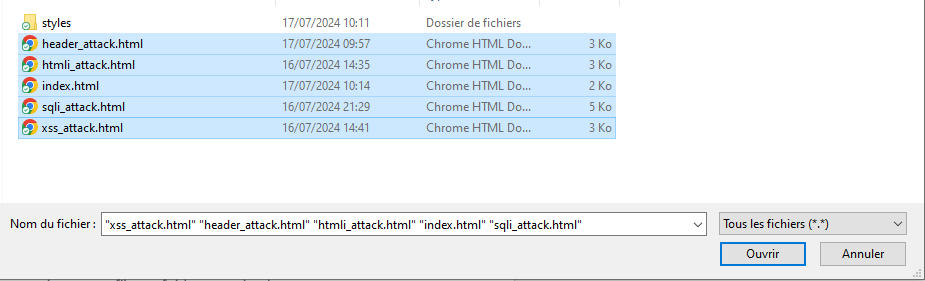 styles 17/07/2024 10:11 Dossier de fichiers
header_attack.html 17/07/2024 09:57 Chrome HTML Do... 3 Ko
htmli_attack.html 16/07/2024 14:35 Chrome HTML Do... 3 Ko
index.html 17/07/2024 10:14 Chrome HTML Do... 2 Ko
sqli_attack.html 16/07/2024 21:29 Chrome HTML Do... 5 Ko
xss_attack.html 16/07/2024 14:41 Chrome HTML Do... 3 Ko
Nom du fichier : "xss_attack.html" "header_attack.html" "htmli_attack.html" "index.html" "sqli_attack.html" Tous les fichiers (*.*)
Ouvrir Annuler